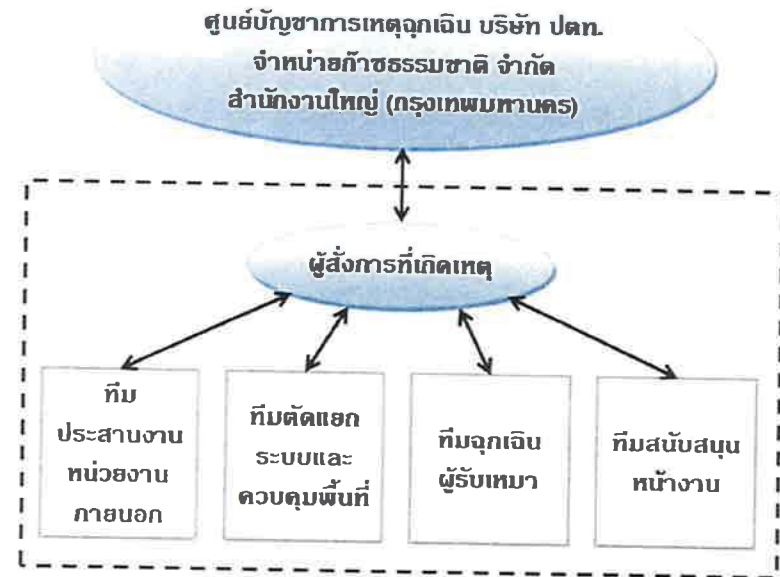 ศูนย์บัญชาการเหตุฉุกเฉิน บริษัท ปตท.
จำหน่ายก๊าซธรรมชาติ จำกัด
สำนักงานใหญ่ (กรุงเทพมหานคร)
ผู้สั่งการที่เกิดเหตุ
ทีม
ประสานงาน
หน่วยงาน
ภายนอก
ทีมตัดแยก
ระบบและ
ควบคุมพื้นที่
ทีมฉุกเฉิน
ผู้รับเหมา
ทีมสนับสนุน
หน้างาน